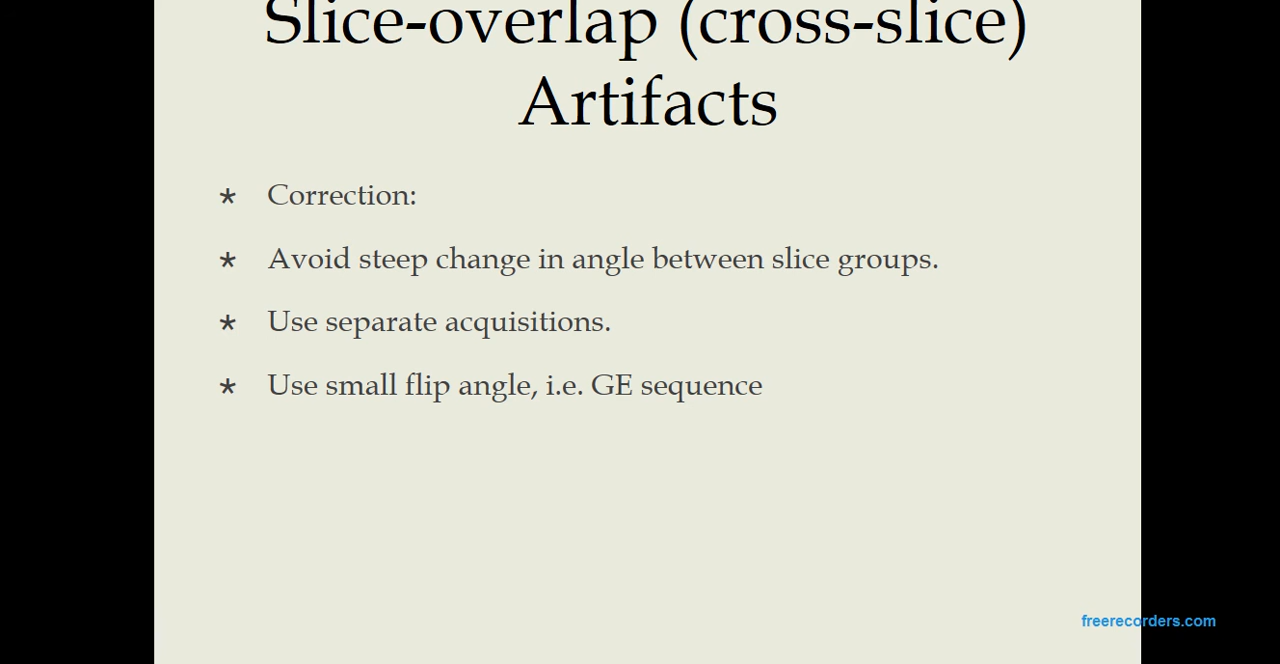 Slice-overlap (cross-slice)
Artifacts
* Correction:
* Avoid steep change in angle between slice groups.
* Use separate acquisitions.
* Use small flip angle, i.e. GE sequence
freerecorders.com